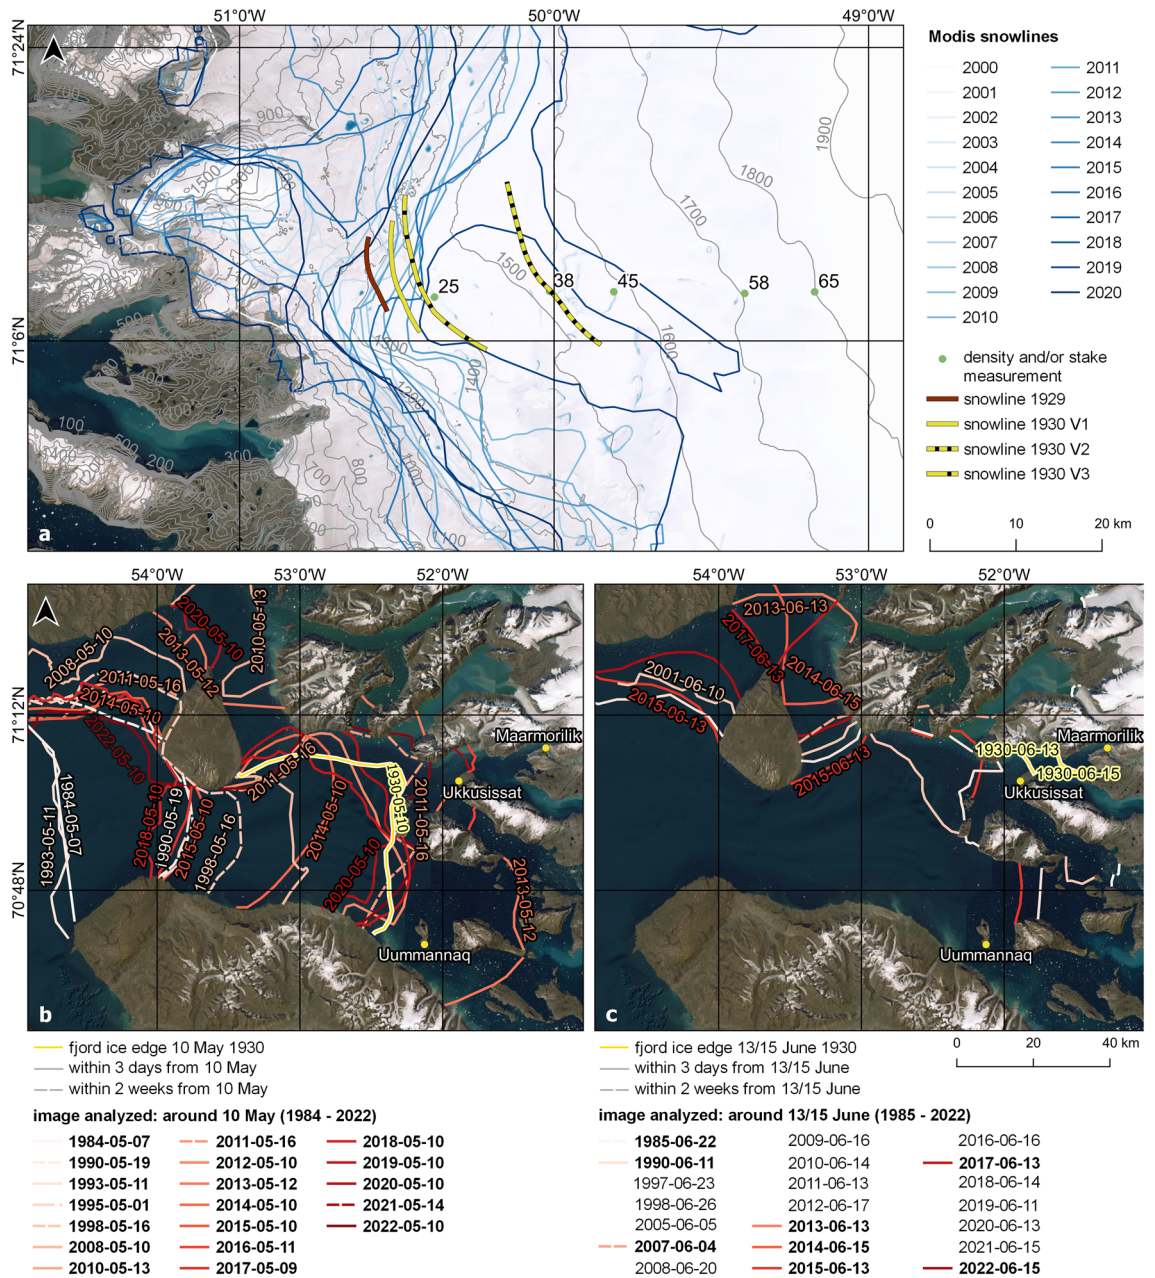 51°0'W 50°0'W 49°0'W
71°24'N
71°6'N
900
1500
1300
700
1100
500
1500
1700
1800
1900
1600
1400
1300
1200
1000
1100
100
500
200
300
400
700
800
25
38
45
58
65
a
Modis snowlines
2000 2011
2001 2012
2002 2013
2003 2014
2004 2015
2005 2016
2006 2017
2007 2018
2008 2019
2009 2020
2010
density and/or stake
measurement
snowline 1929
snowline 1930 V1
snowline 1930 V2
snowline 1930 V3
0 10 20 km
54°0'W 53°0'W 52°0'W
71°12'N
70°48'N
2020-05-10
2010-05-13
2008-05-10
2013-05-12
2011-05-16
2014-05-10
2022-05-10
2011-05-16
1930-05-10
2011-05-16
1984-05-07
1993-05-11
2018-05-10
1990-05-19
2015-05-10
1998-05-16
2014-05-10
2020-05-10
2013-05-12
Maarmorilik
Ukkusissat
Uummannaq
b
54°0'W 53°0'W 52°0'W
2013-06-13
2017-06-13
2014-06-15
2001-06-10
2015-06-13
2015-06-13
Maarmorilik
1930-06-13
1930-06-15
Ukkusissat
Uummannaq
c
fjord ice edge 10 May 1930
within 3 days from 10 May
within 2 weeks from 10 May
image analyzed: around 10 May (1984 - 2022)
1984-05-07 2011-05-16 2018-05-10
1990-05-19 2012-05-10 2019-05-10
1993-05-11 2013-05-12 2020-05-10
1995-05-01 2014-05-10 2021-05-14
1998-05-16 2015-05-10 2022-05-10
2008-05-10 2016-05-11
2010-05-13 2017-05-09
fjord ice edge 13/15 June 1930
within 3 days from 13/15 June
within 2 weeks from 13/15 June
0 20 40 km
image analyzed: around 13/15 June (1985 - 2022)
1985-06-22 2009-06-16 2016-06-16
1990-06-11 2010-06-14 2017-06-13
1997-06-23 2011-06-13 2018-06-14
1998-06-26 2012-06-17 2019-06-11
2005-06-05 2013-06-13 2020-06-13
2007-06-04 2014-06-15 2021-06-15
2008-06-20 2015-06-13 2022-06-15